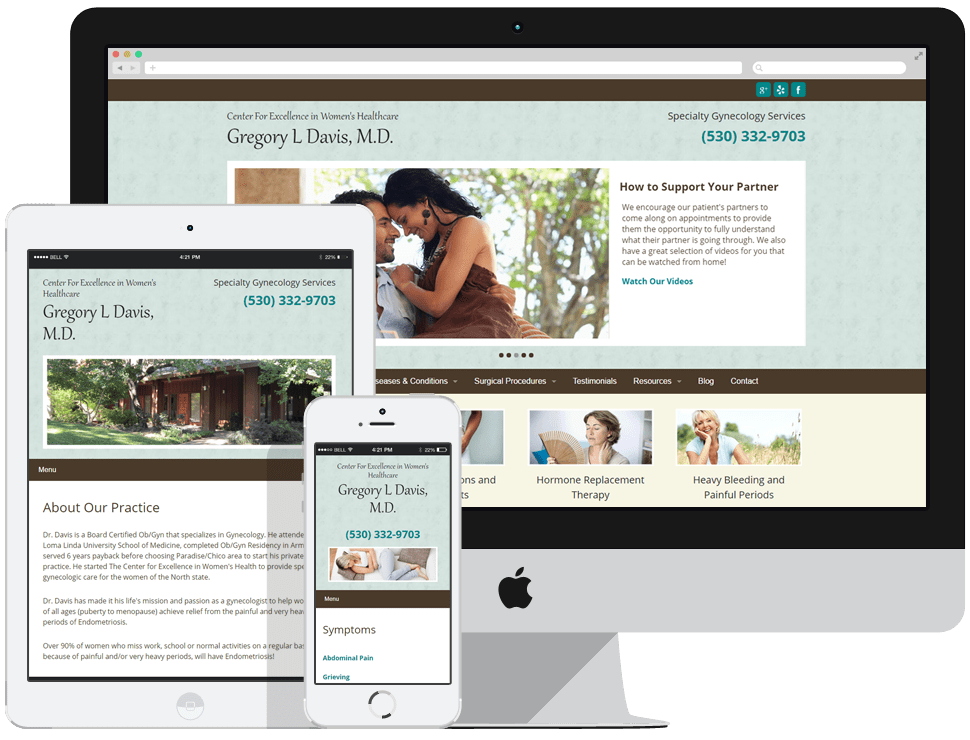 Center For Excellence in Women's Healthcare
Gregory L Davis, M.D.
Specialty Gynecology Services
(530) 332-9703
How to Support Your Partner
We encourage our patient's partners to
come along on appointments to provide
them the opportunity to fully understand
what their partner is going through. We also
have a great selection of videos for you that
can be watched from home!
Watch Our Videos
seases & Conditions
Surgical Procedures
Testimonials
Resources
Blog
Contact
ons and
ts
Hormone Replacement
Therapy
Heavy Bleeding and
Painful Periods
BELL
4:21 PM
22%
Center For Excellence in Women's
Healthcare
Gregory L Davis,
M.D.
Specialty Gynecology Services
(530) 332-9703
Menu
About Our Practice
Dr. Davis is a Board Certified Ob/Gyn that specializes in Gynecology. He attende
Loma Linda University School of Medicine, completed Ob/Gyn Residency in Arm
served 6 years payback before choosing Paradise/Chico area to start his private
practice. He started The Center for Excellence in Women's Health to provide spe
gynecologic care for the women of the North state.
Dr. Davis has made it his life's mission and passion as a gynecologist to help wo
of all ages (puberty to menopause) achieve relief from the painful and very heav
periods of Endometriosis.
Over 90% of women who miss work, school or normal activities on a regular bas
because of painful and/or very heavy periods, will have Endometriosis!
BELL
4:21 PM
22%
Center For Excellence in Women's
Healthcare
Gregory L Davis,
M.D.
(530) 332-9703
Menu
Symptoms
Abdominal Pain
Grieving